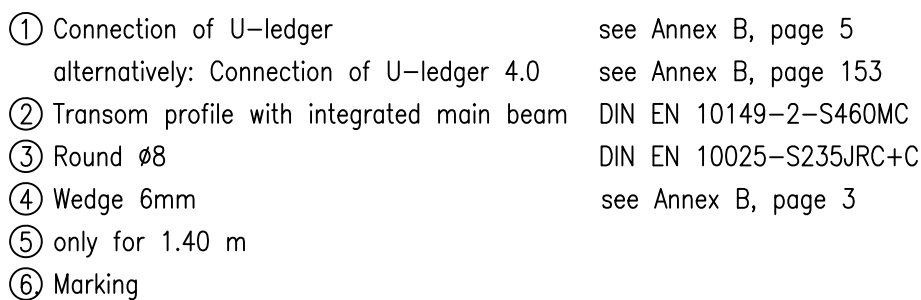 ① Connection of U-ledger see Annex B, page 5
alternatively: Connection of U-ledger 4.0 see Annex B, page 153
② Transom profile with integrated main beam DIN EN 10149-2-S460MC
③ Round ø8 DIN EN 10025-S235JRC+C
④ Wedge 6mm see Annex B, page 3
⑤ only for 1.40 m
⑥ Marking